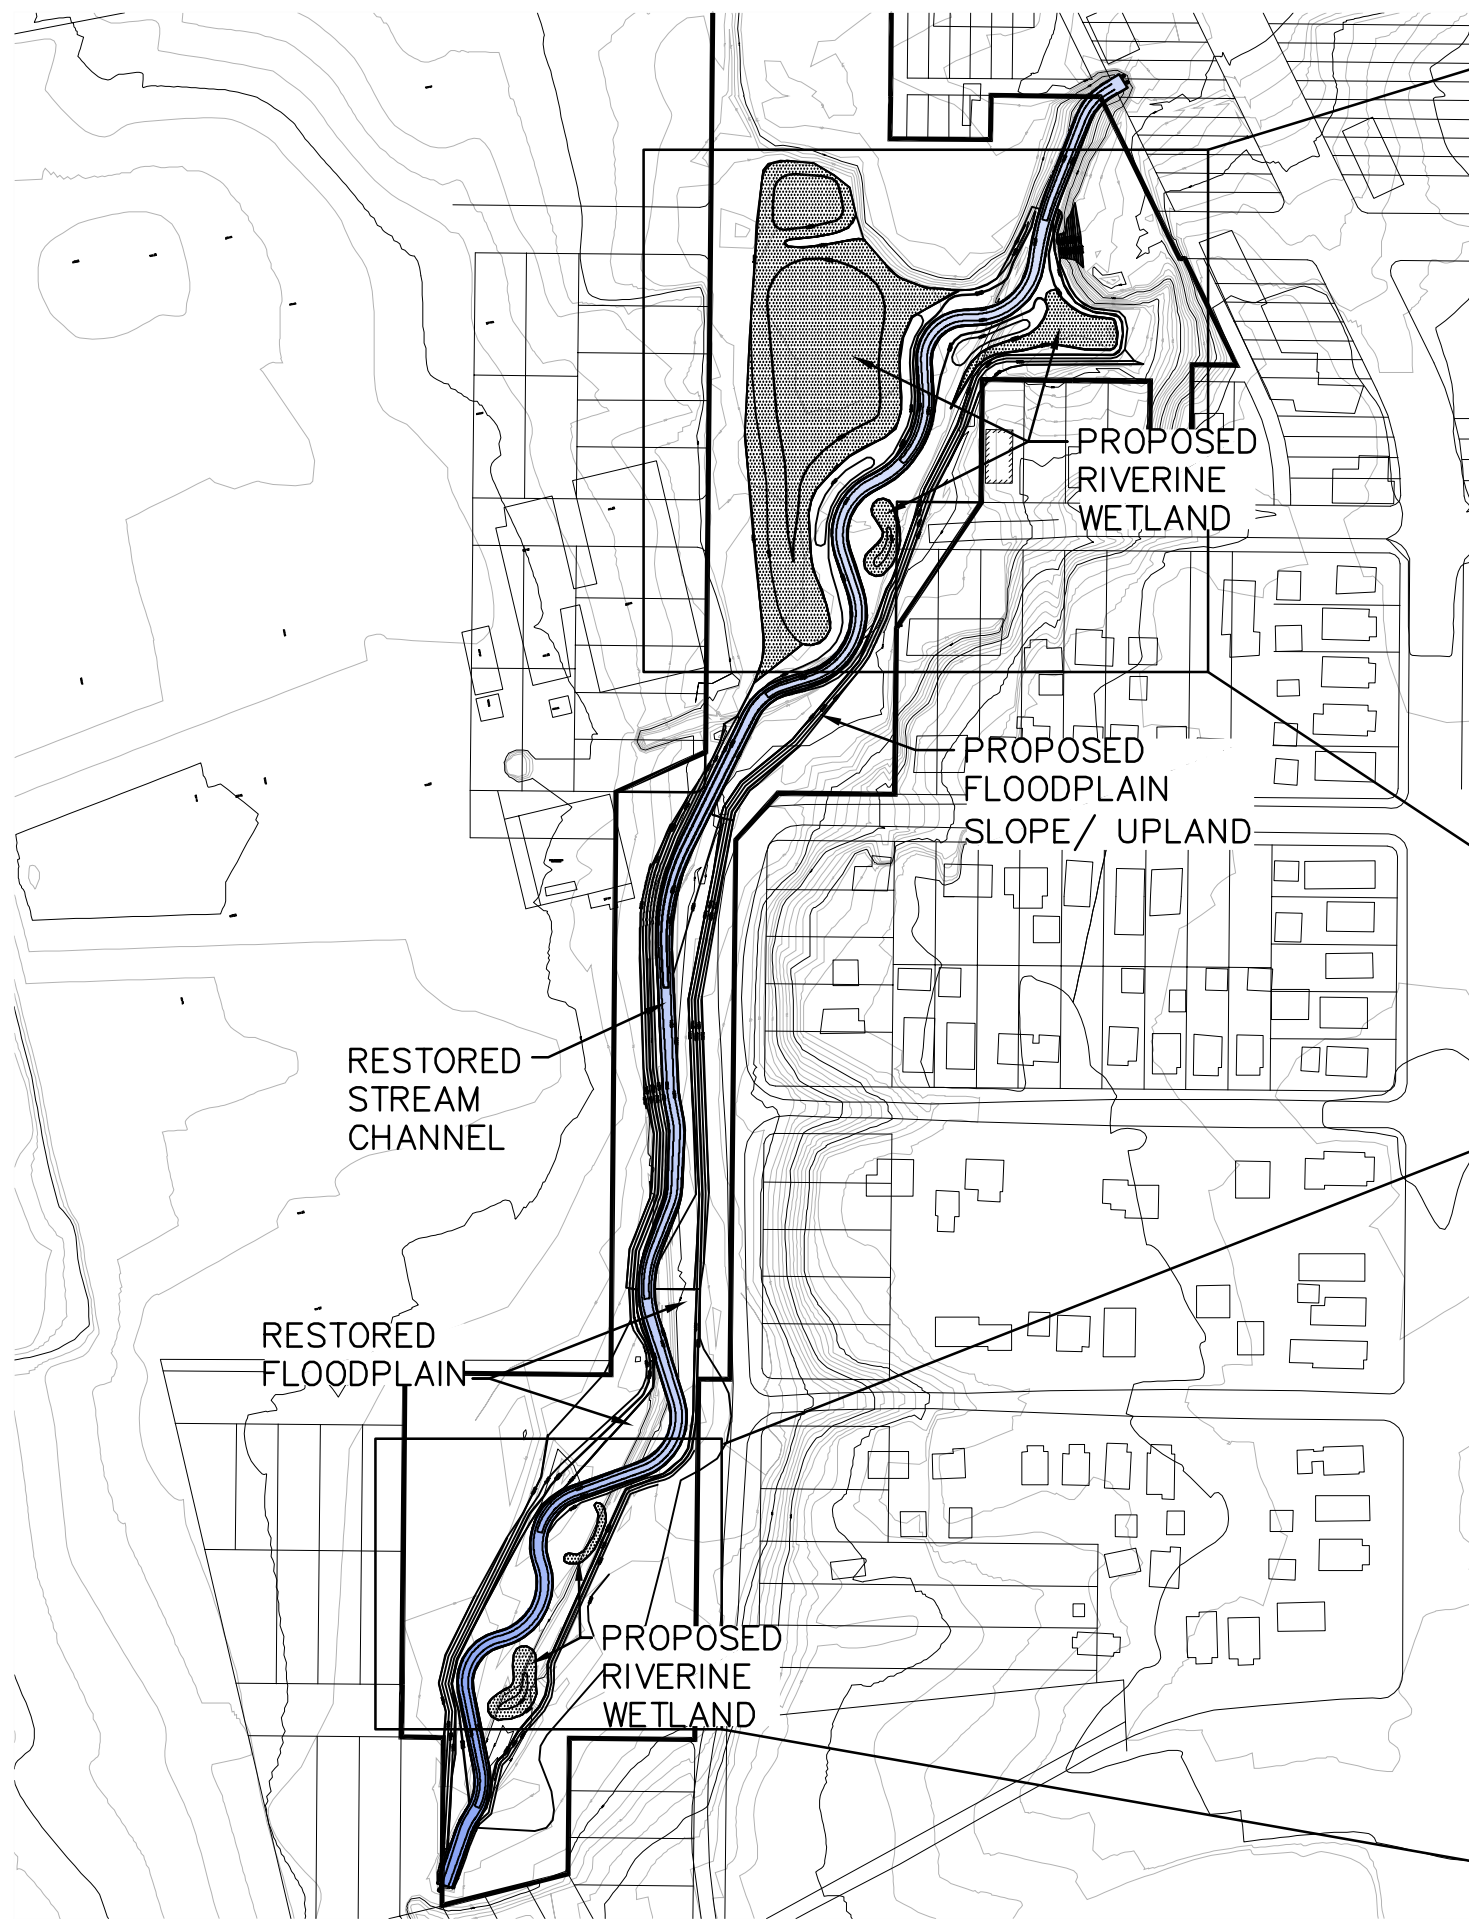 PROPOSED
RIVERINE
WETLAND
PROPOSED
FLOODPLAIN
SLOPE/ UPLAND
RESTORED
STREAM
CHANNEL
RESTORED
FLOODPLAIN
PROPOSED
RIVERINE
WETLAND